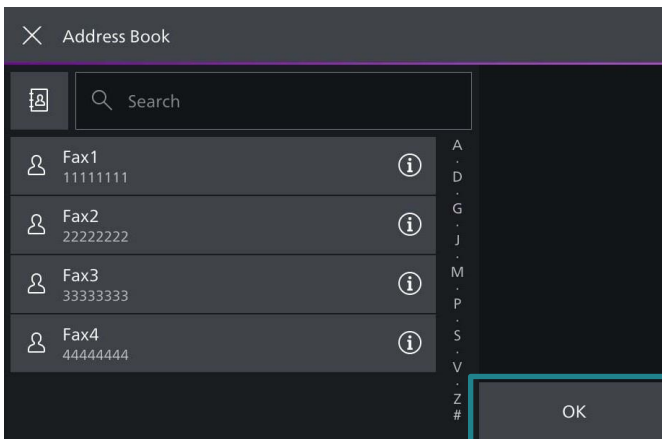 Address Book
Search
Fax1
11111111
Fax2
22222222
Fax3
33333333
Fax4
44444444
A
.
D
.
G
.
J
.
M
.
P
.
S
.
V
.
Z
#
OK